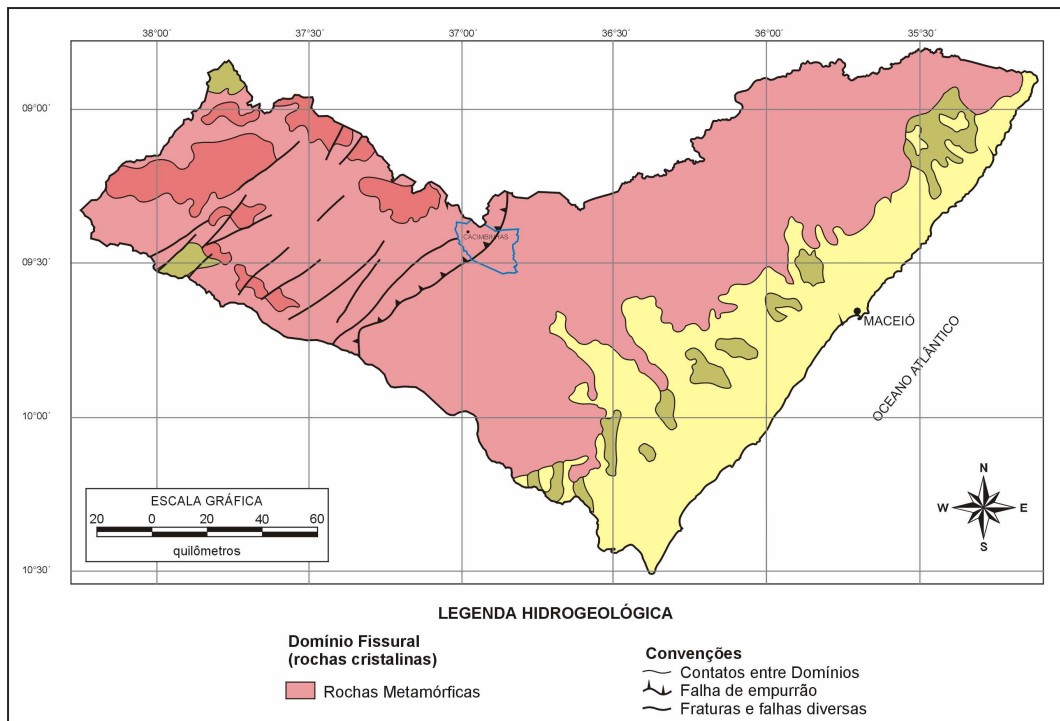 38°00´ 37°30´ 37°00´ 36°30´ 36°00´ 35°30´
09°00´
CACIMBINHAS
09°30´
MACEIÓ
OCEANO ATLÂNTICO
10°00´
N
W E
S
ESCALA GRÁFICA
20 0 20 40 60
quilômetros
10°30´
LEGENDA HIDROGEOLÓGICA
Domínio Fissural
(rochas cristalinas)
Rochas Metamórficas
Convenções
Contatos entre Domínios
Falha de empurrão
Fraturas e falhas diversas